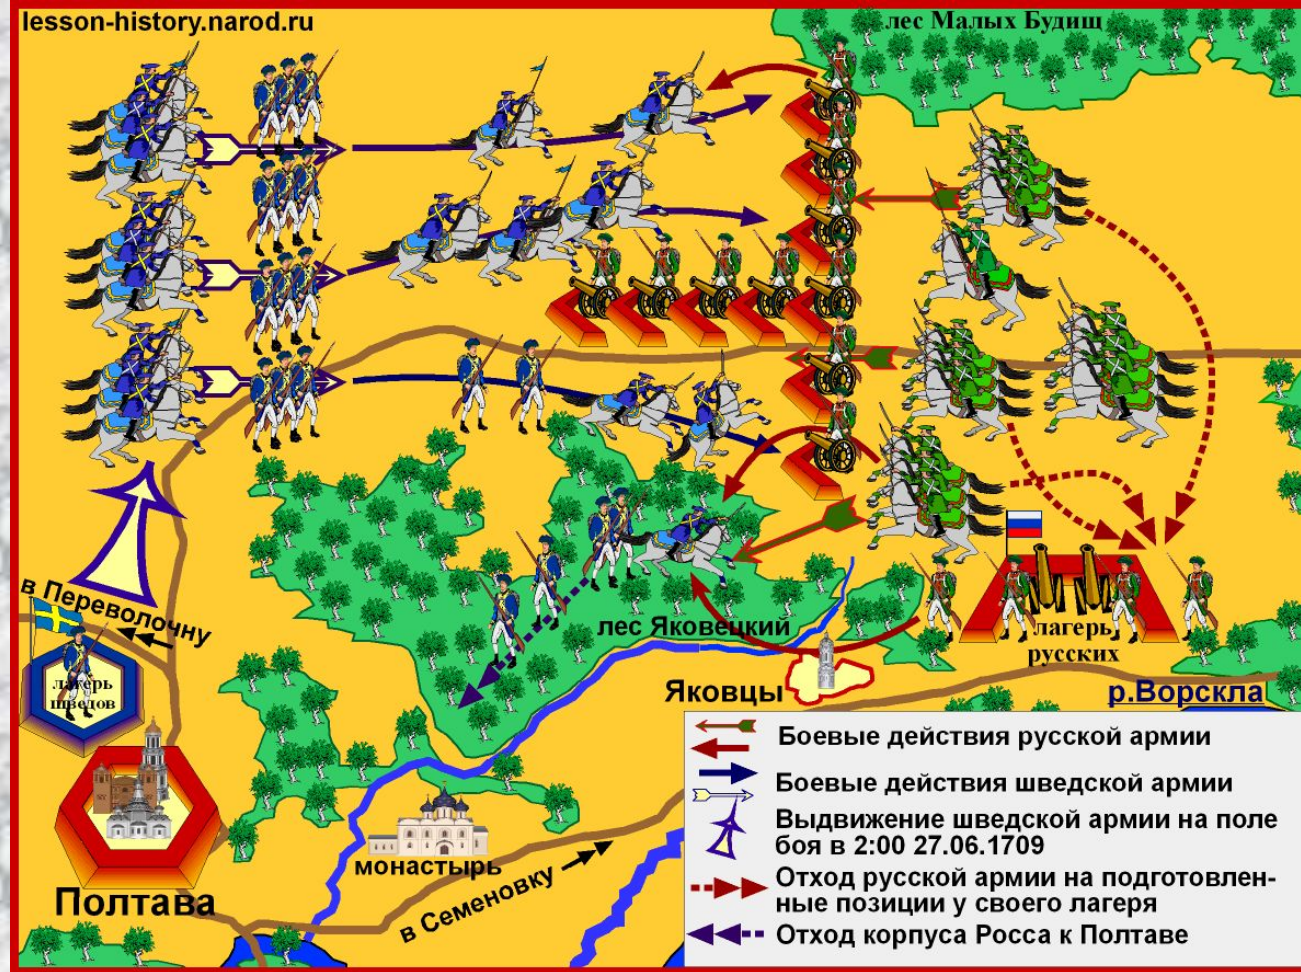 lesson-history.narod.ru
лес Малых Будищ
в Переволочну
лагерь
шведов
лес Яковецкий
лагерь
русских
Яковцы
р.Ворскла
Полтава
монастырь
в Семеновку
Боевые действия русской армии
Боевые действия шведской армии
Выдвижение шведской армии на поле
боя в 2:00 27.06.1709
Отход русской армии на подготовлен-
ные позиции у своего лагеря
Отход корпуса Росса к Полтаве